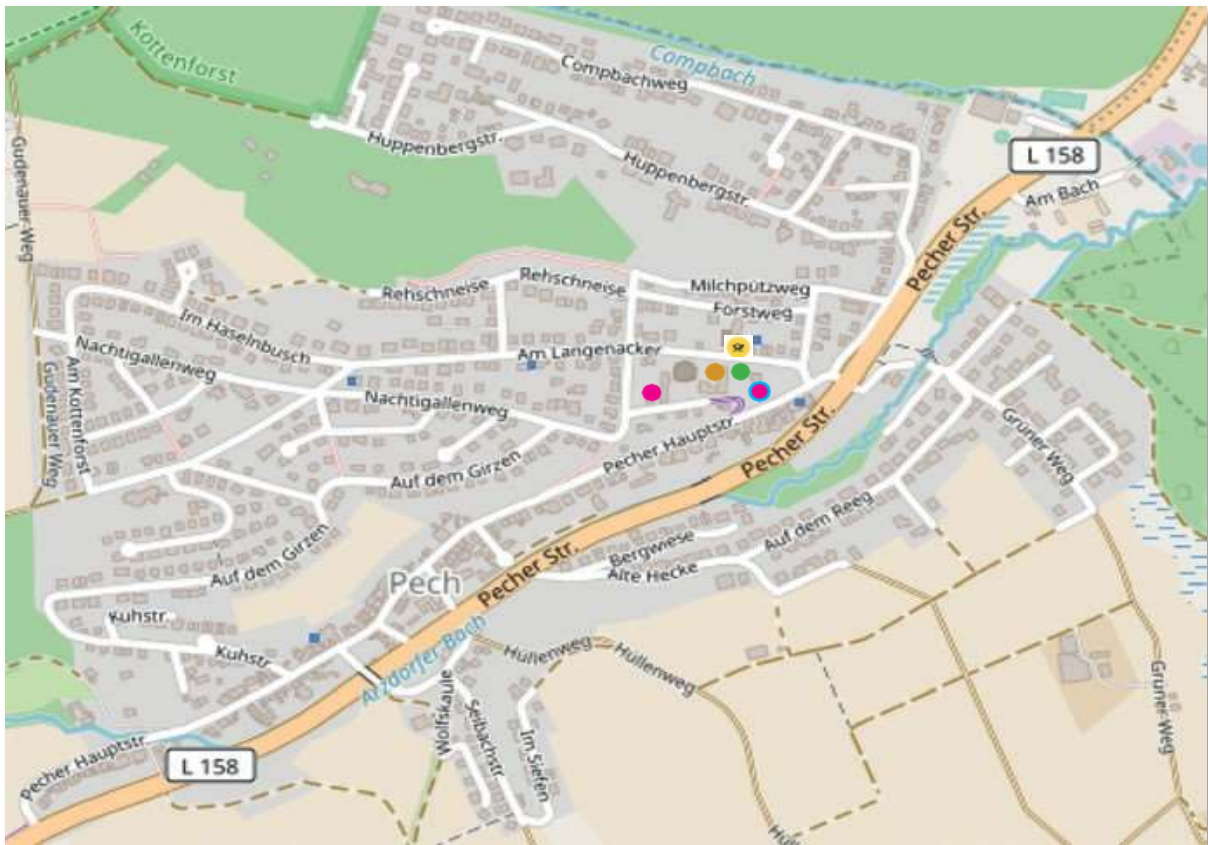 Kottenforst
Compbach
Compbachweg
Gudenauer Weg
Huppenbergstr.
Huppenbergstr.
L 158
Am Bach
Pecher Str.
Rehschneise
Rehschneise
Milchpützweg
Forstweg
Im Haselnbusch
Am Langenacker
Nachtigallenweg
Am Kottenforst
Gudenauer Weg
Nachtigallenweg
Pecher Hauptstr.
Pecher Str.
Grüner Weg
Auf dem Girzen
Auf dem Reeg
Bergwiese
Pecher Str.
Alte Hecke
Auf dem Girzen
Pech
Kuhstr.
Kuhstr.
Arzdorfer Bach
Hüllenweg
Hüllenweg
Grüner Weg
Wolfskaule
Seibachstr.
Im Siefen
Pecher Hauptstr.
L 158